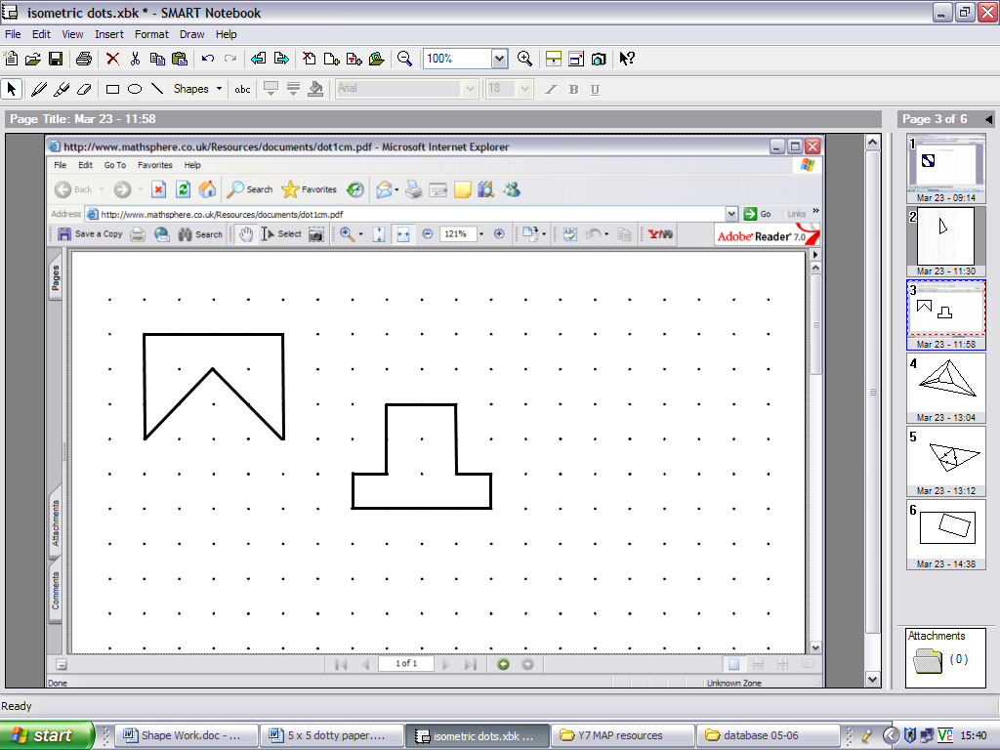 isometric dots.xbk * - SMART Notebook
File Edit View Insert Format Draw Help
100%
Shapes abc Arial 18 I B U
Page Title: Mar 23 - 11:58
Page 3 of 6
http://www.mathsphere.co.uk/Resources/documents/dot1cm.pdf - Microsoft Internet Explorer
File Edit Go To Favorites Help
Back Search Favorites
Address http://www.mathsphere.co.uk/Resources/documents/dot1cm.pdf Go Links »
Save a Copy Search Select 121% Y! Adobe Reader 7.0
Pages
Attachments
Comments
1 of 1
Done Unknown Zone
1
Mar 23 - 09:14
2
Mar 23 - 11:30
3
Mar 23 - 11:58
4
Mar 23 - 13:04
5
Mar 23 - 13:12
6
Mar 23 - 14:38
Attachments
(0)
Ready
start Shape Work.doc - ... 5 x 5 dotty paper.... isometric dots.xbk ... Y7 MAP resources database 05-06 15:40